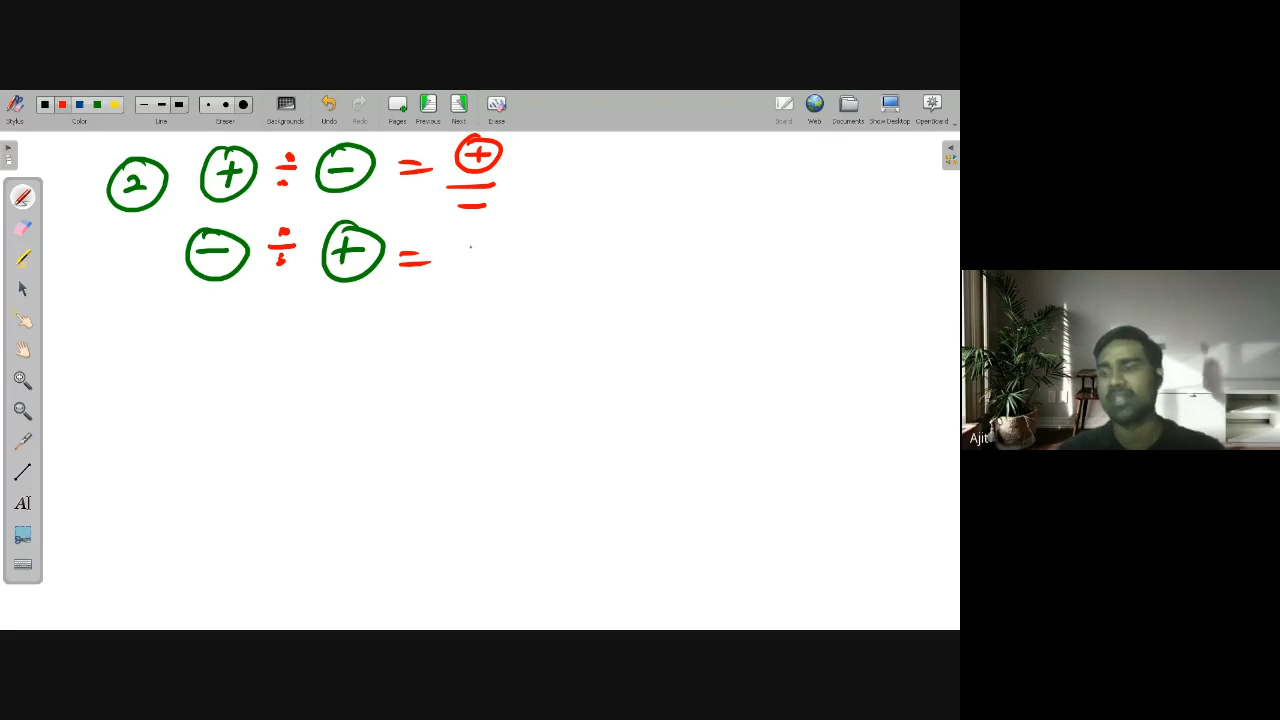 Stylus Color Line Eraser Backgrounds Undo Redo Pages Previous Next Erase Board Web Documents Show Desktop OpenBoard
② ⊕ ÷ ⊖ = ⊕
⊖ ÷ ⊕ =
AI
Ajit